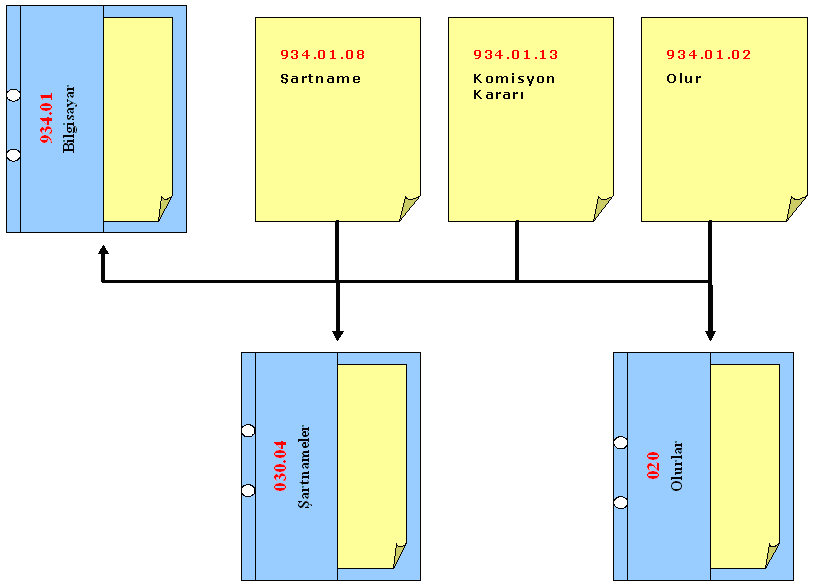 934.01
Bilgisayar
934.01.08
Şartname
934.01.13
Komisyon
Kararı
934.01.02
Olur
030.04
Şartnameler
020
Olurlar